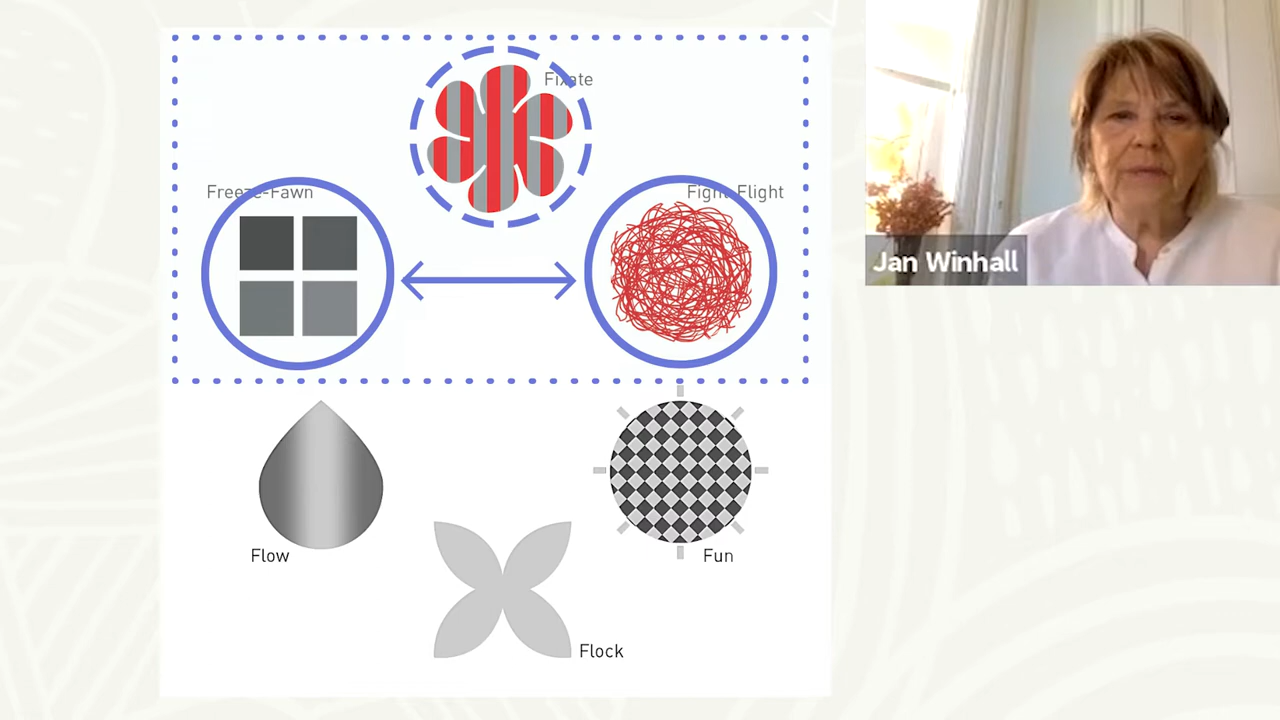 Fixate
Freeze-Fawn
Fight-Flight
Jan Winhall
Flow
Fun
Flock